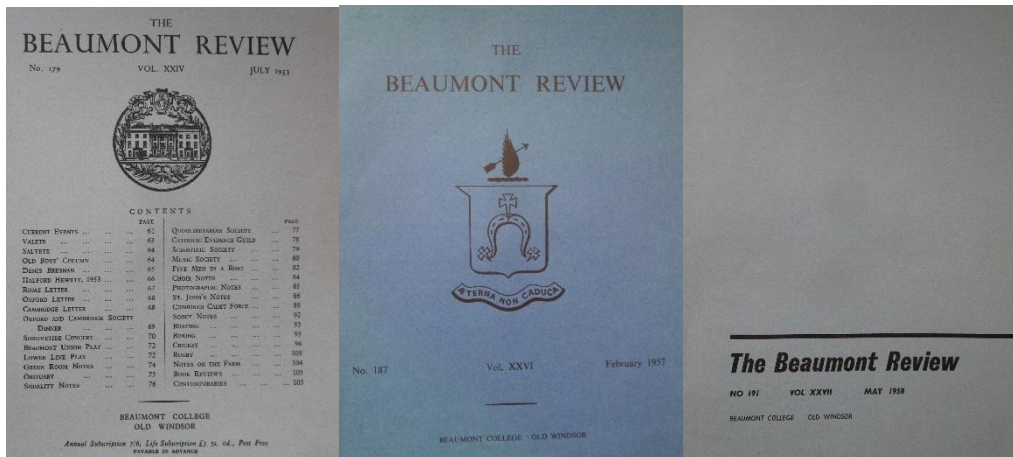 THE
BEAUMONT REVIEW
No. 179 VOL. XXIV JULY 1953
CONTENTS
PAGE
CURRENT EVENTS ... ... ... 61
VALETE ... ... ... ... 63
SALVETE ... ... ... ... 64
OLD BOYS' COLUMN ... ... 64
DENIS BRESNAN ... ... ... 65
HALFORD HEWITT, 1953 ... ... 66
ROME LETTER ... ... ... 67
OXFORD LETTER ... ... ... 68
CAMBRIDGE LETTER ... ... 68
OXFORD AND CAMBRIDGE SOCIETY
DINNER ... ... ... 69
SHROVETIDE CONCERT ... ... 70
BEAUMONT UNION PLAY ... ... 72
LOWER LINE PLAY ... ... 72
GREEN ROOM NOTES ... ... 74
OBITUARY ... ... ... 75
SODALITY NOTES ... ... ... 76
PAGE
QUODLIBETARIAN SOCIETY ... 77
CATHOLIC EVIDENCE GUILD ... 78
SCIENTIFIC SOCIETY ... ... 79
MUSIC SOCIETY ... ... ... 80
FIVE MEN IN A BOAT ... ... 82
CHOIR NOTES ... ... ... 84
PHOTOGRAPHIC NOTES ... ... 85
ST. JOHN'S NOTES ... ... 86
COMBINED CADET FORCE ... ... 89
SCOUT NOTES ... ... ... 92
BOATING ... ... ... ... 93
BOXING ... ... ... ... 95
CRICKET ... ... ... ... 96
RUGBY ... ... ... ... 103
NOTES ON THE FARM ... ... 104
BOOK REVIEWS ... ... ... 105
CONTEMPORARIES ... ... ... 105
BEAUMONT COLLEGE
OLD WINDSOR
Annual Subscription 7/6; Life Subscription £5 5s. 0d., Post Free
PAYABLE IN ADVANCE
THE
BEAUMONT REVIEW
ÆTERNA NON CADUCA
No. 187 Vol. XXVI February 1957
BEAUMONT COLLEGE OLD WINDSOR
The Beaumont Review
NO 191 VOL XXVII MAY 1958
BEAUMONT COLLEGE OLD WINDSOR